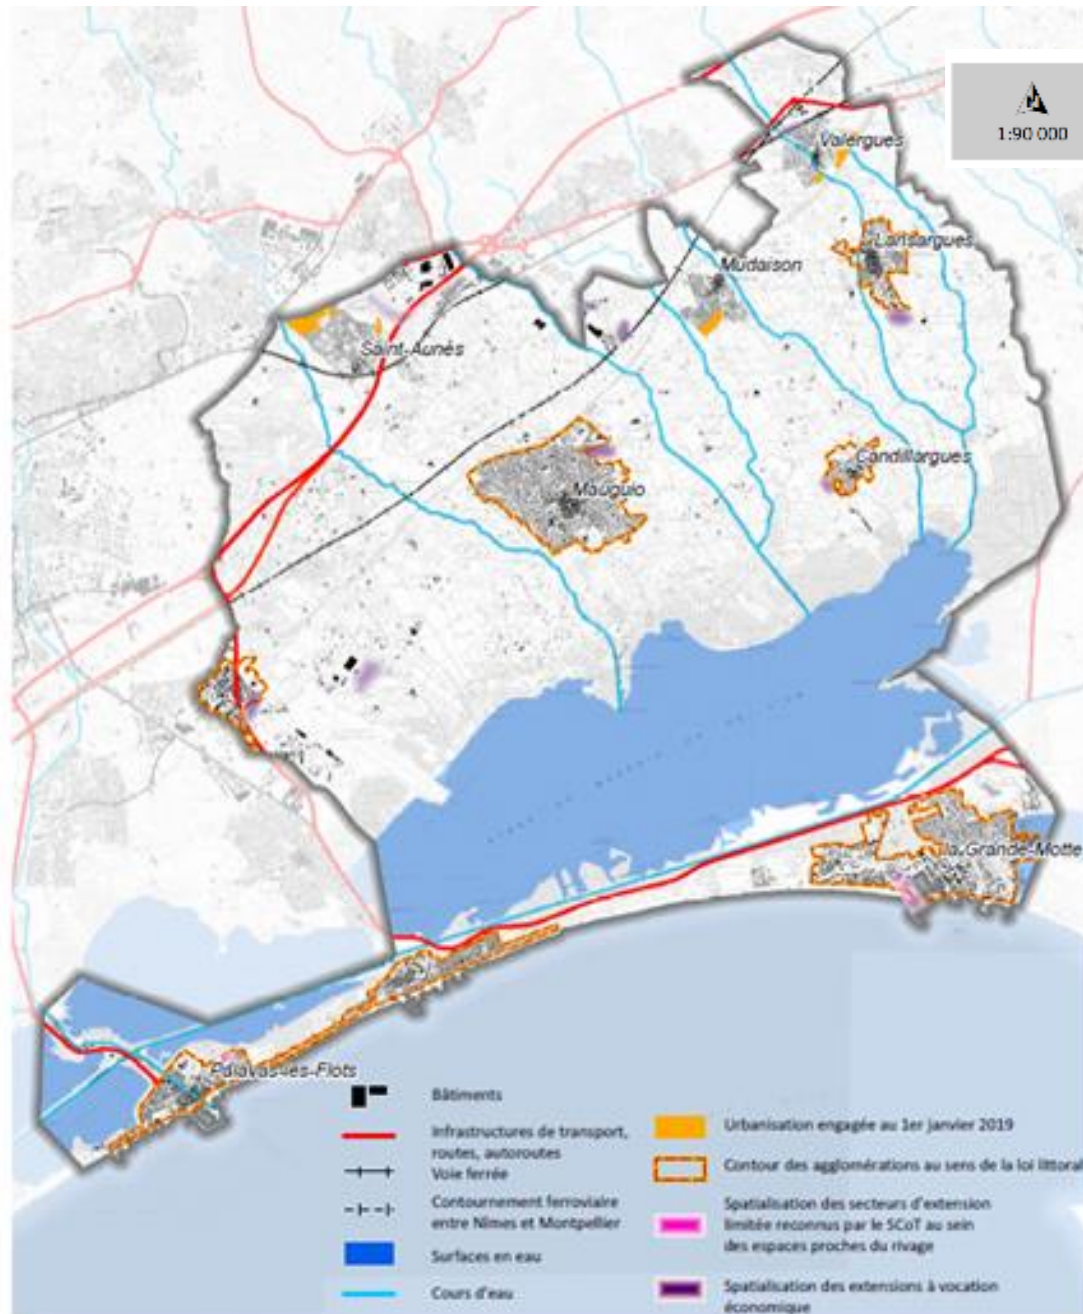 1:90 000
Valergues
Lansargues
Mudaison
Saint-Aunés
Candillargues
Mauguio
la Grande-Motte
Palavas-les-Flots
Bâtiments
Infrastructures de transport,
routes, autoroutes
Voie ferrée
Contournement ferroviaire
entre Nîmes et Montpellier
Surfaces en eau
Cours d'eau
Urbanisation engagée au 1er janvier 2019
Contour des agglomérations au sens de la loi littoral
Spatialisation des secteurs d'extension
limitée reconnus par le SCoT au sein
des espaces proches du rivage
Spatialisation des extensions à vocation
économique